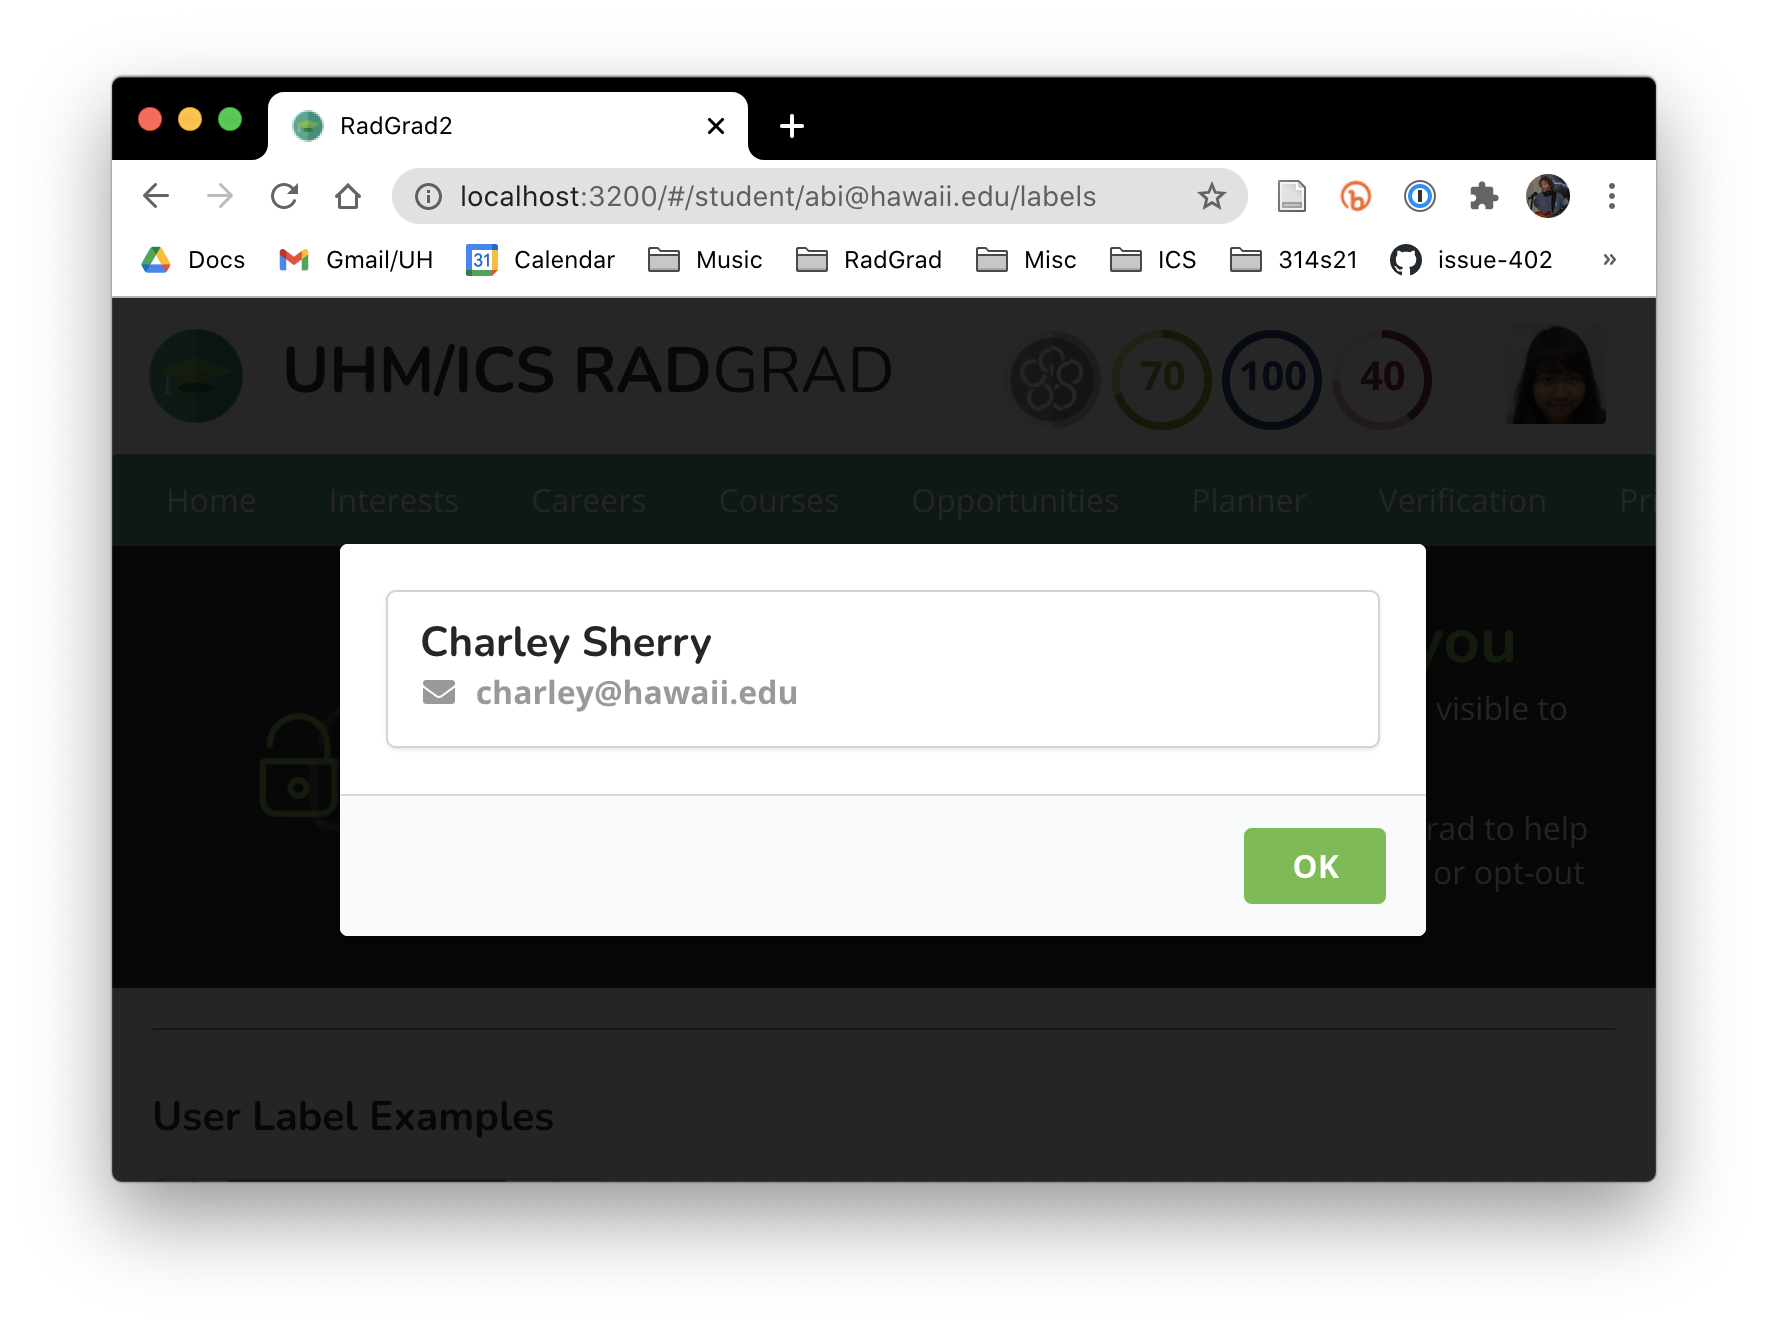 RadGrad2
localhost:3200/#/student/abi@hawaii.edu/labels
Docs Gmail/UH 31 Calendar Music RadGrad Misc ICS 314s21 issue-402 »
UHM/ICS RADGRAD 70 100 40
Home Interests Careers Courses Opportunities Planner Verification Pri
you
visible to
rad to help
or opt-out
Charley Sherry
charley@hawaii.edu
OK
User Label Examples